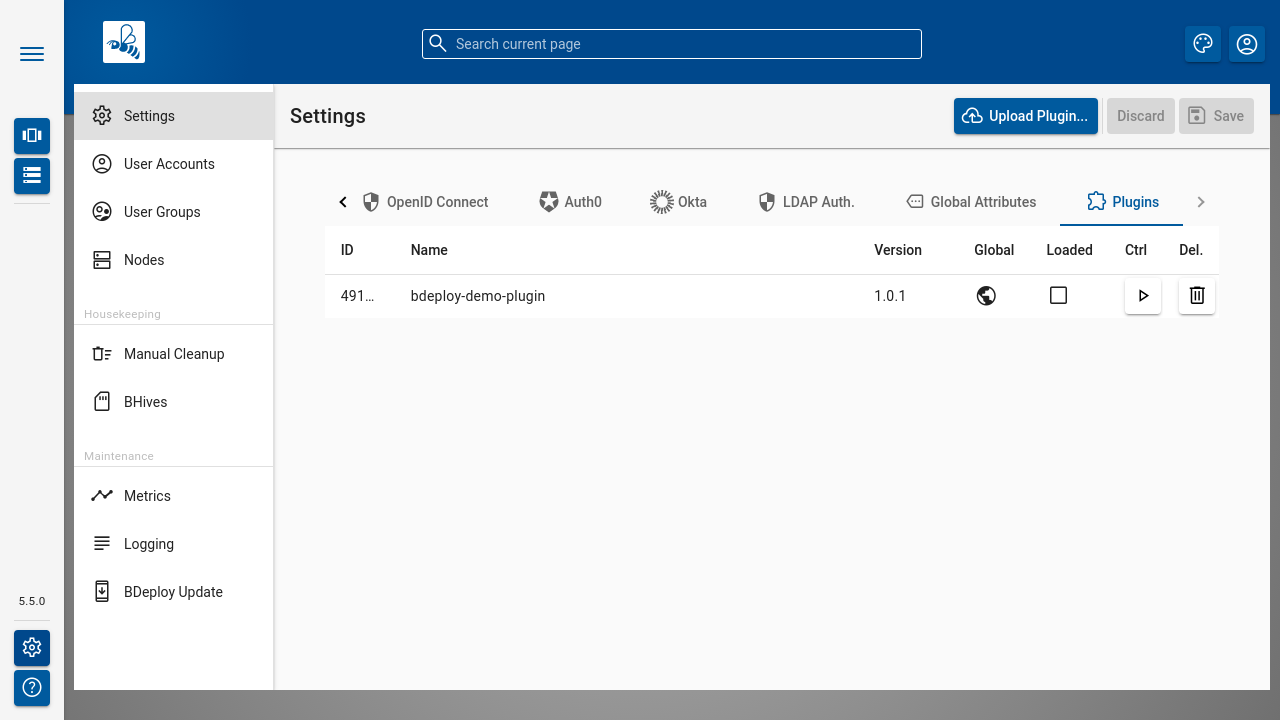 Search current page
Settings
User Accounts
User Groups
Nodes
Housekeeping
Manual Cleanup
BHives
Maintenance
Metrics
Logging
BDeploy Update
5.5.0
Settings
Upload Plugin...
Discard
Save
OpenID Connect
Auth0
Okta
LDAP Auth.
Global Attributes
Plugins
ID Name Version Global Loaded Ctrl Del.
491… bdeploy-demo-plugin 1.0.1